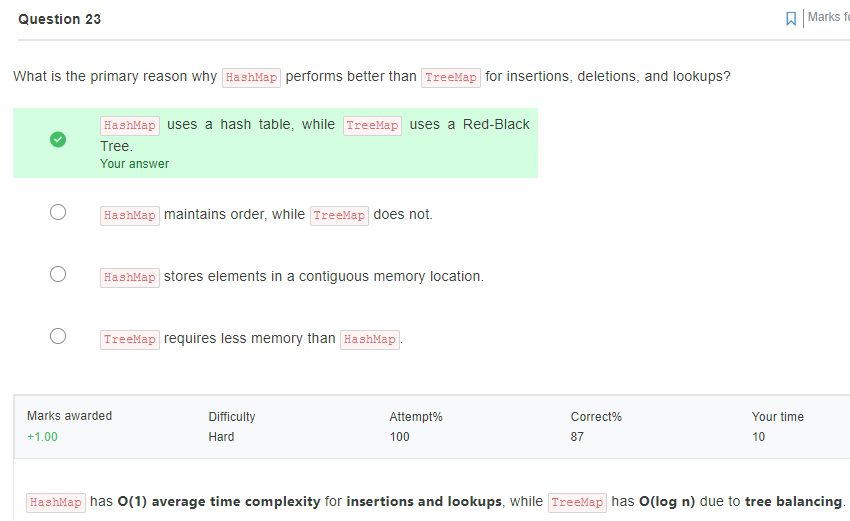 Question 23
Marks fo
What is the primary reason why HashMap performs better than TreeMap for insertions, deletions, and lookups?
HashMap uses a hash table, while TreeMap uses a Red-Black
Tree.
Your answer
HashMap maintains order, while TreeMap does not.
HashMap stores elements in a contiguous memory location.
TreeMap requires less memory than HashMap.
Marks awarded Difficulty Attempt% Correct% Your time
+1.00 Hard 100 87 10
HashMap has O(1) average time complexity for insertions and lookups, while TreeMap has O(log n) due to tree balancing.